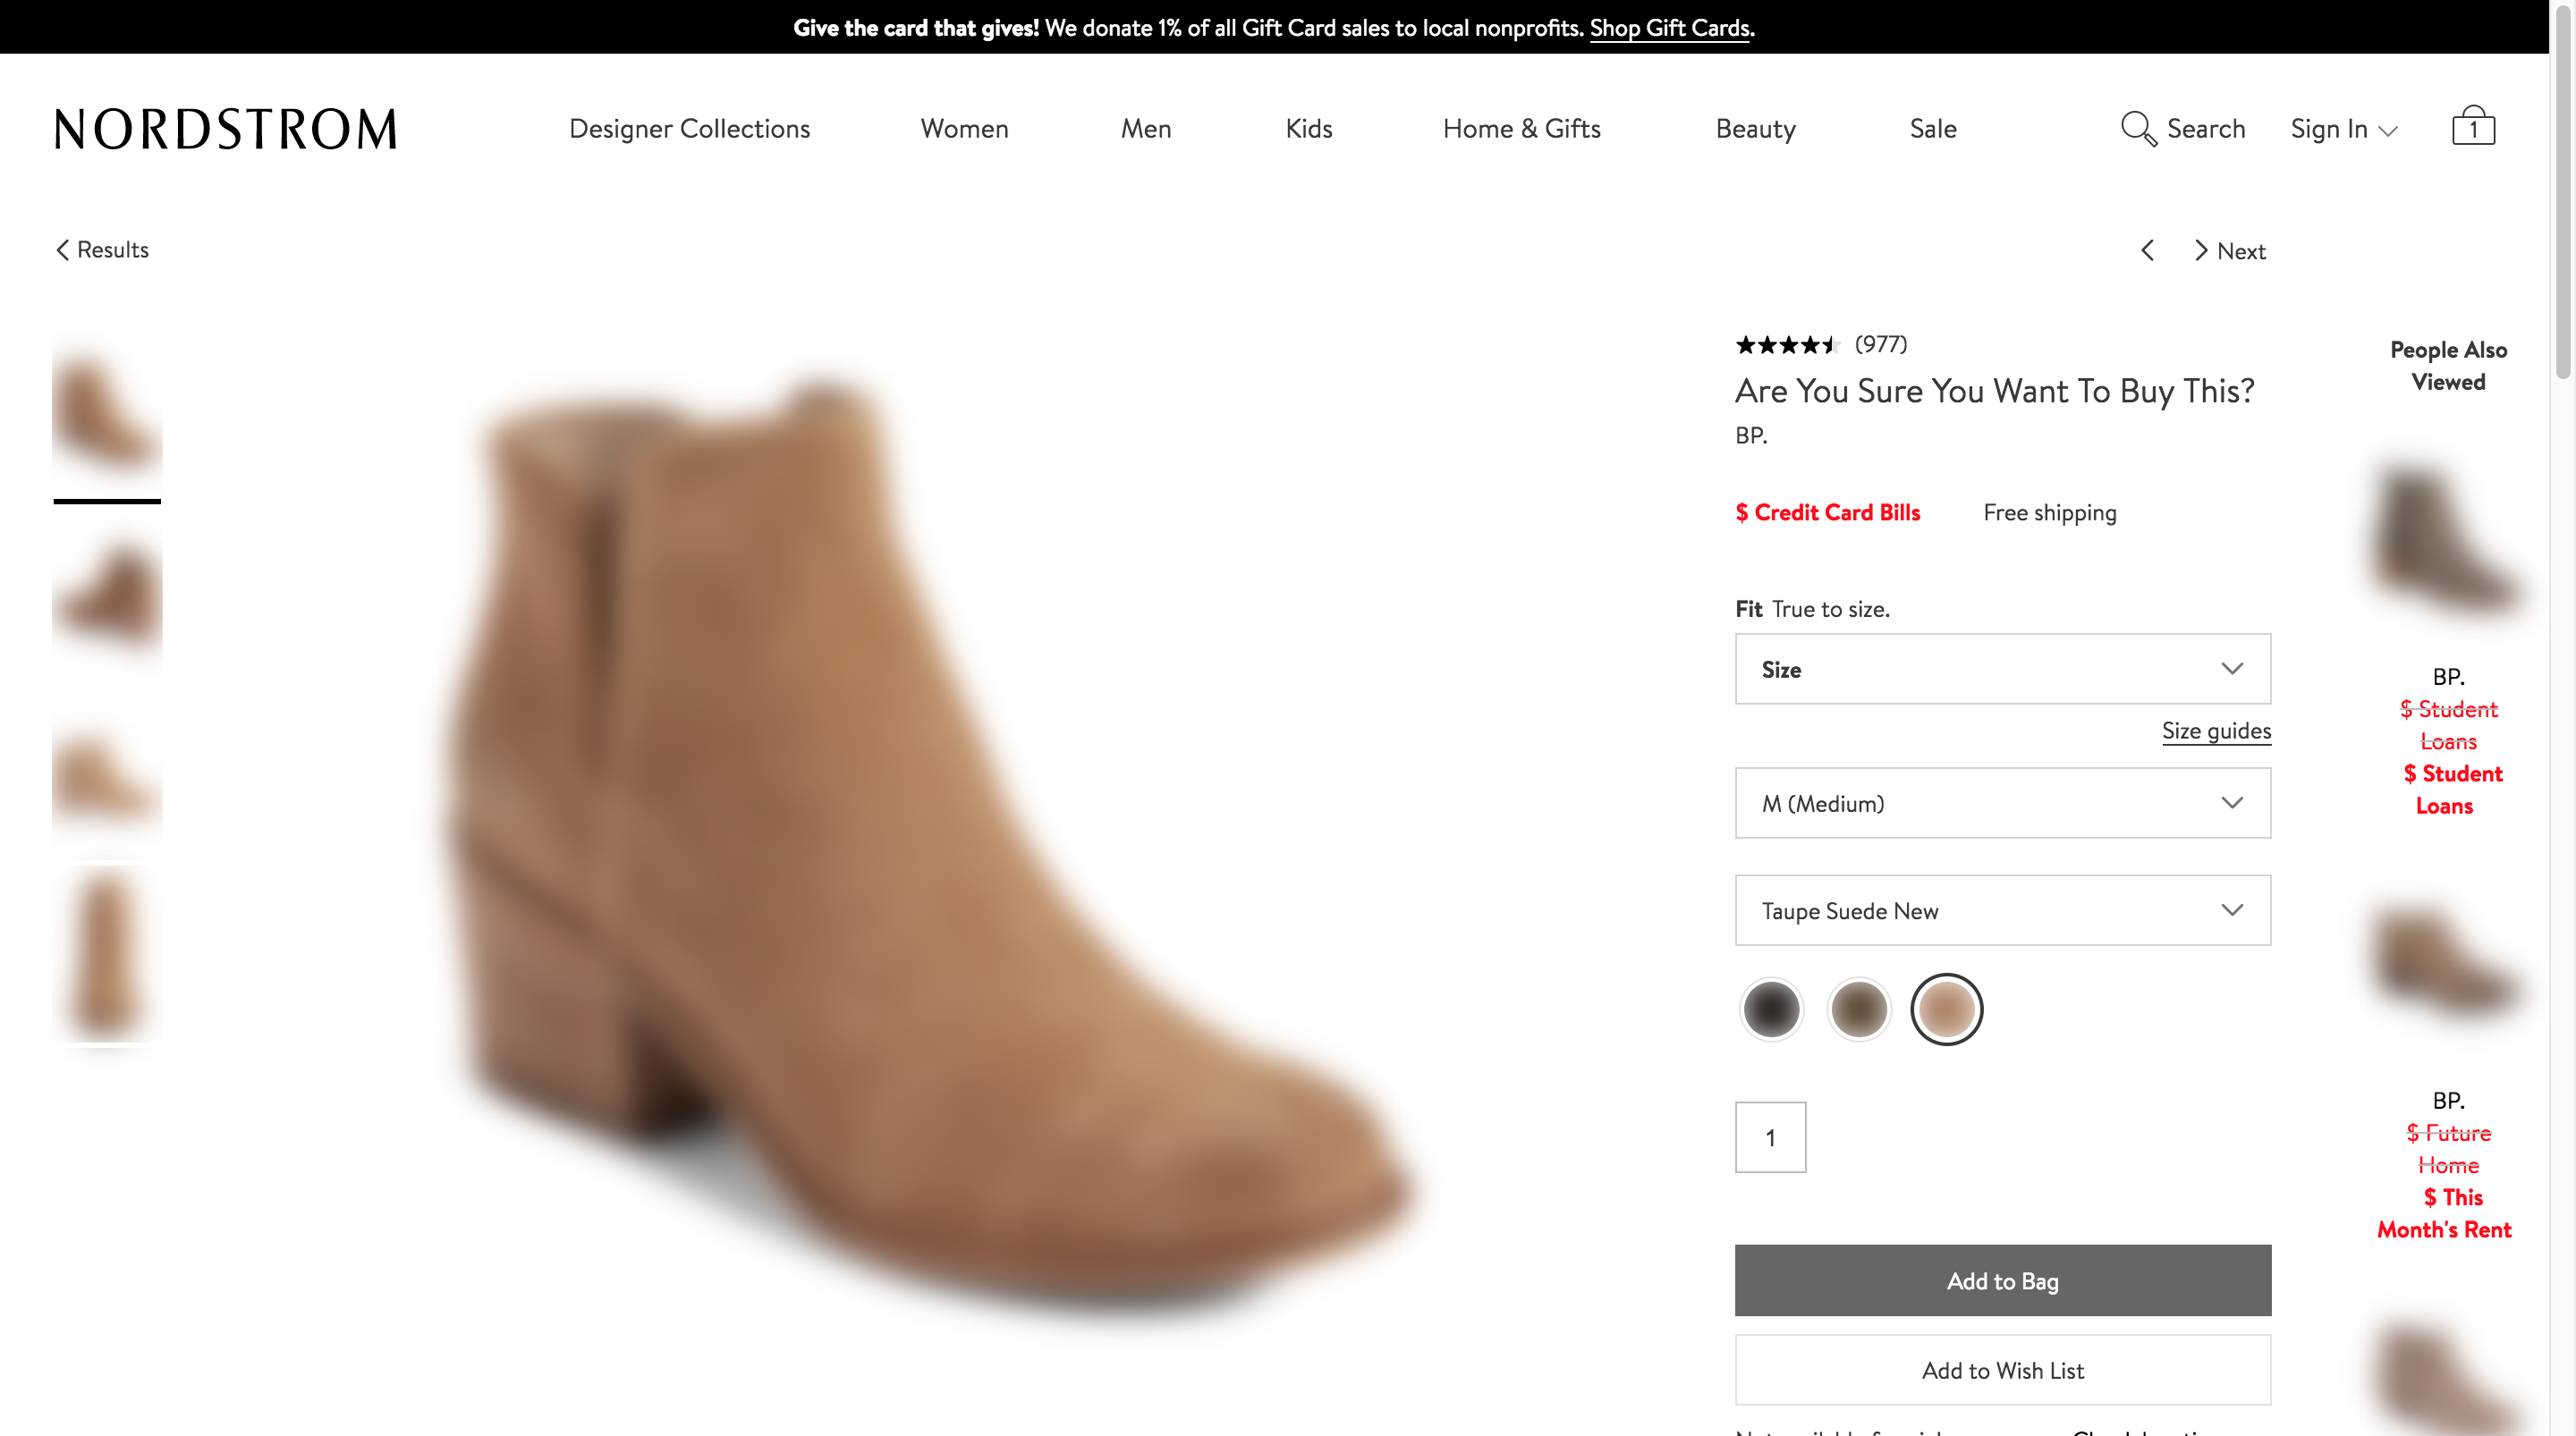 Give the card that gives! We donate 1% of all Gift Card sales to local nonprofits. Shop Gift Cards.
NORDSTROM
Designer Collections
Women
Men
Kids
Home & Gifts
Beauty
Sale
Search
Sign In
1
Results
Next
(977)
Are You Sure You Want To Buy This?
BP.
$ Credit Card Bills
Free shipping
Fit True to size.
Size
Size guides
M (Medium)
Taupe Suede New
1
Add to Bag
Add to Wish List
People Also
Viewed
BP.
$ Student
Loans
$ Student
Loans
BP.
$ Future
Home
$ This
Month's Rent